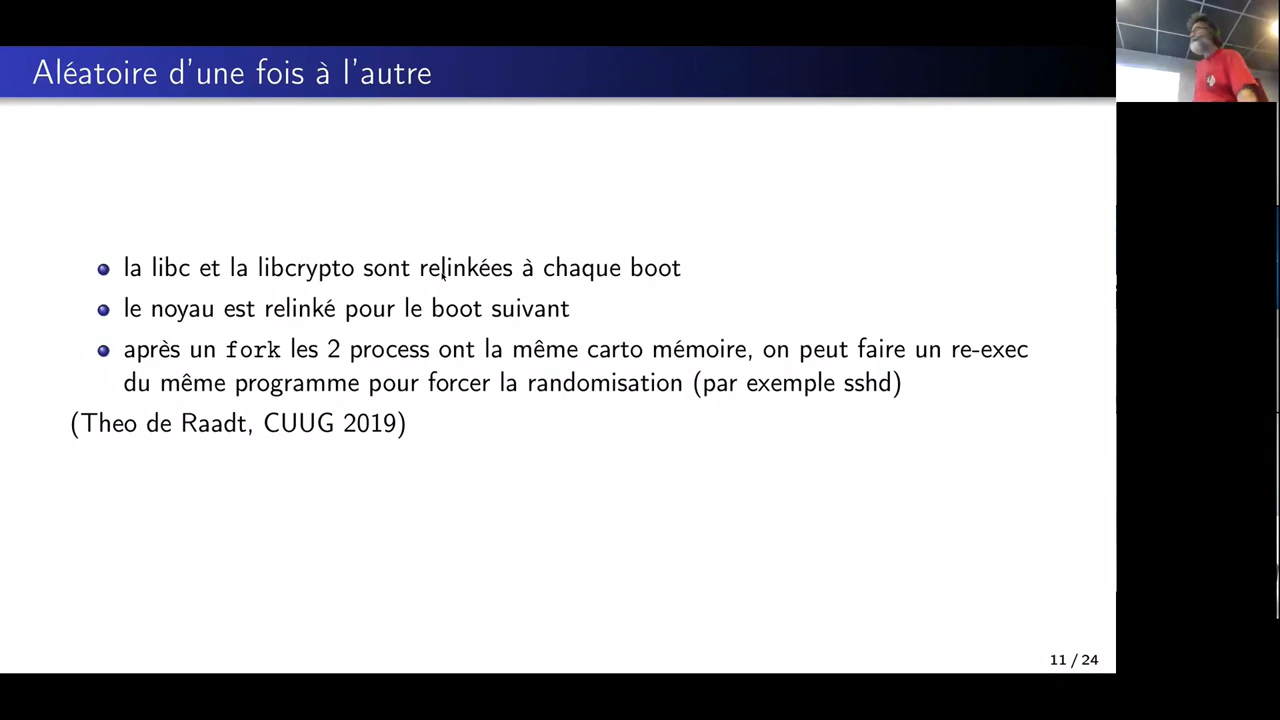 Aléatoire d'une fois à l'autre
la libc et la libcrypto sont relinkées à chaque boot
le noyau est relinké pour le boot suivant
après un fork les 2 process ont la même carto mémoire, on peut faire un re-exec
du même programme pour forcer la randomisation (par exemple sshd)
(Theo de Raadt, CUUG 2019)
11 / 24